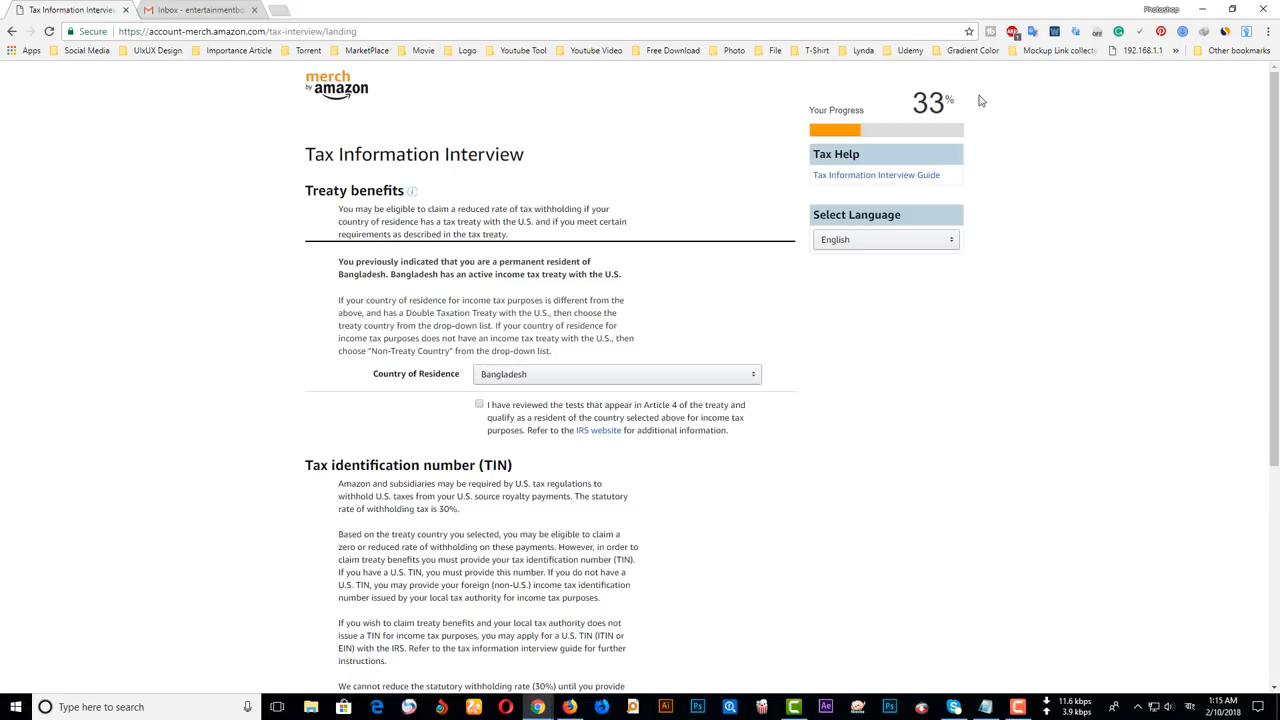 Tax Information Interview
Inbox - entertainmentbo
Photoshop
Secure
https://account-merch.amazon.com/tax-interview/landing
Apps
Social Media
UIxUX Design
Amazon
Torrent
MarketPlace
Movie
Logo
Youtube Tool
Youtube Video
Free Download
Photo
File
T-Shirt
Lynda
Udemy
Gradient Color
Mockup Link collect
192.168.1.1
»
Other bookmarks
merch
by amazon
Your Progress
33%
Tax Help
Tax Information Interview Guide
Select Language
English
Tax Information Interview
Treaty benefits
You may be eligible to claim a reduced rate of tax withholding if your
country of residence has a tax treaty with the U.S. and if you meet certain
requirements as described in the tax treaty.
You previously indicated that you are a permanent resident of
Bangladesh. Bangladesh has an active income tax treaty with the U.S.
If your country of residence for income tax purposes is different from the
above, and has a Double Taxation Treaty with the U.S., then choose the
treaty country from the drop-down list. If your country of residence for
income tax purposes does not have an income tax treaty with the U.S., then
choose "Non-Treaty Country" from the drop-down list.
Country of Residence
Bangladesh
I have reviewed the tests that appear in Article 4 of the treaty and
qualify as a resident of the country selected above for income tax
purposes. Refer to the IRS website for additional information.
Tax identification number (TIN)
Amazon and subsidiaries may be required by U.S. tax regulations to
withhold U.S. taxes from your U.S. source royalty payments. The statutory
rate of withholding tax is 30%.
Based on the treaty country you selected, you may be eligible to claim a
zero or reduced rate of withholding on these payments. However, in order to
claim treaty benefits you must provide your tax identification number (TIN).
If you have a U.S. TIN, you must provide this number. If you do not have a
U.S. TIN, you may provide your foreign (non-U.S.) income tax identification
number issued by your local tax authority for income tax purposes.
If you wish to claim treaty benefits and your local tax authority does not
issue a TIN for income tax purposes, you may apply for a U.S. TIN (ITIN or
EIN) with the IRS. Refer to the tax information interview guide for further
instructions.
We cannot reduce the statutory withholding rate (30%) until you provide
Type here to search
11.6 kbps
3.9 kbps
1:15 AM
2/10/2018